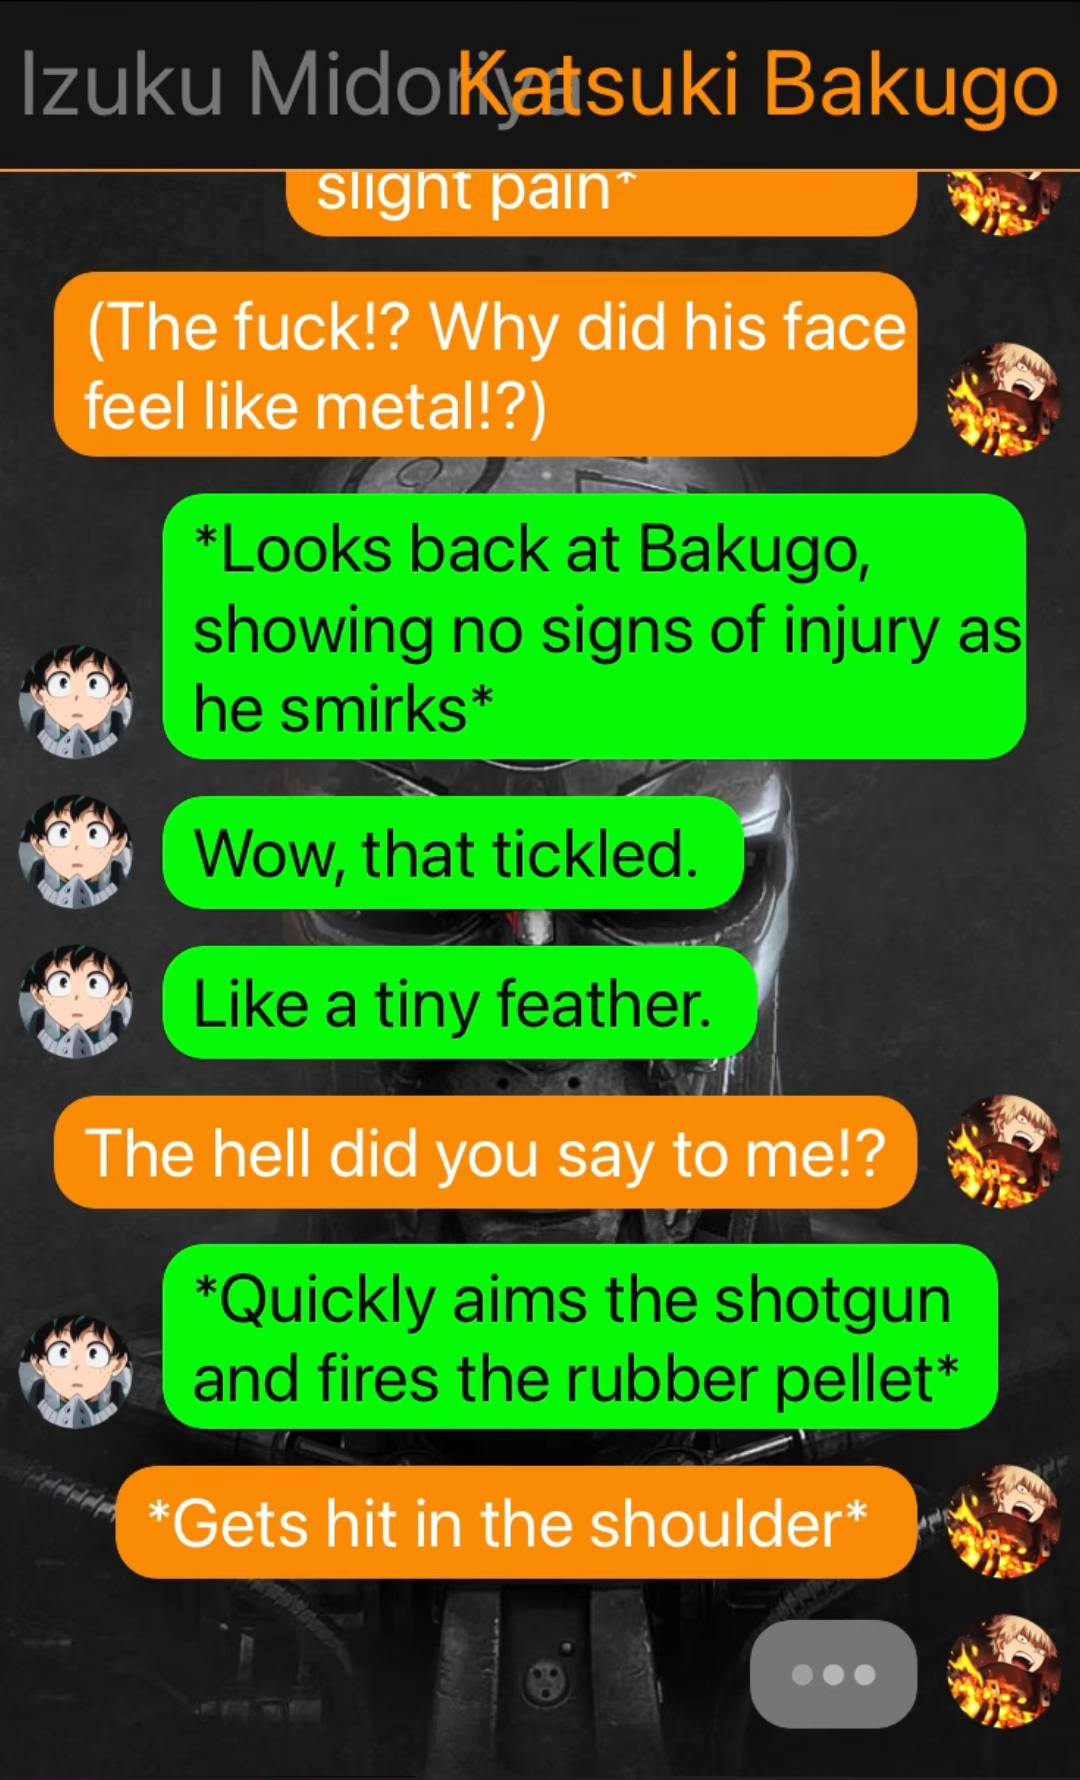 Izuku Midoriya
Katsuki Bakugo
slight pain*
(The fuck!? Why did his face
feel like metal!?)
*Looks back at Bakugo,
showing no signs of injury as
he smirks*
Wow, that tickled.
Like a tiny feather.
The hell did you say to me!?
*Quickly aims the shotgun
and fires the rubber pellet*
*Gets hit in the shoulder*